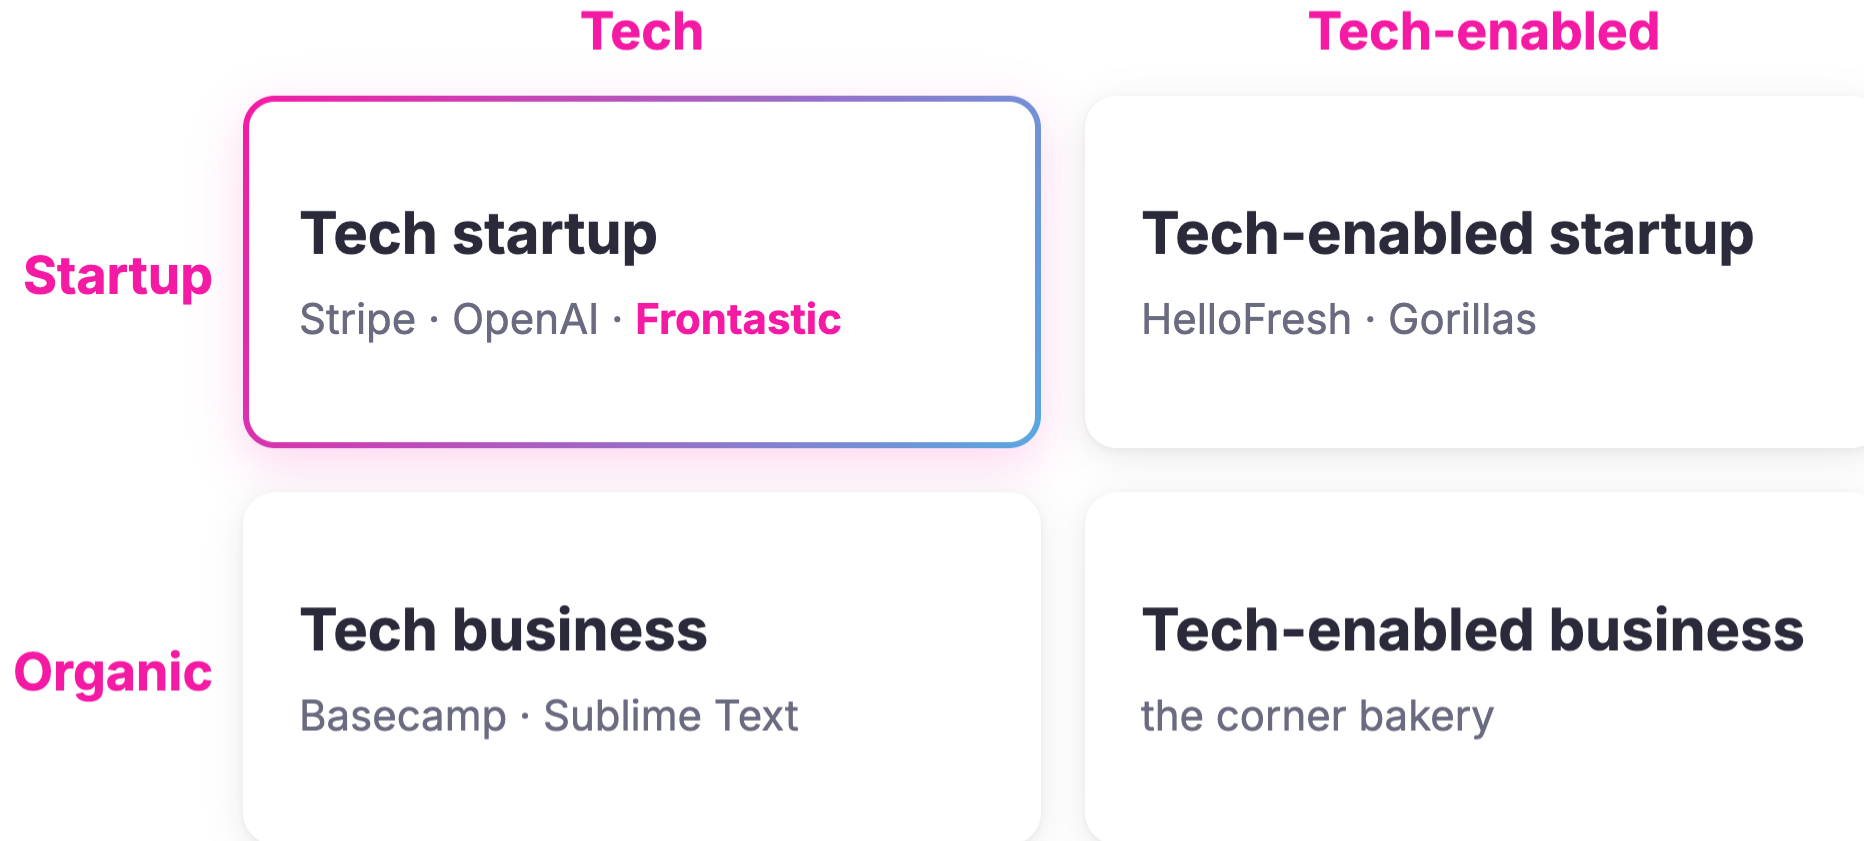 Tech
Tech-enabled
Startup
Tech startup
Stripe · OpenAI · Frontastic
Tech-enabled startup
HelloFresh · Gorillas
Organic
Tech business
Basecamp · Sublime Text
Tech-enabled business
the corner bakery